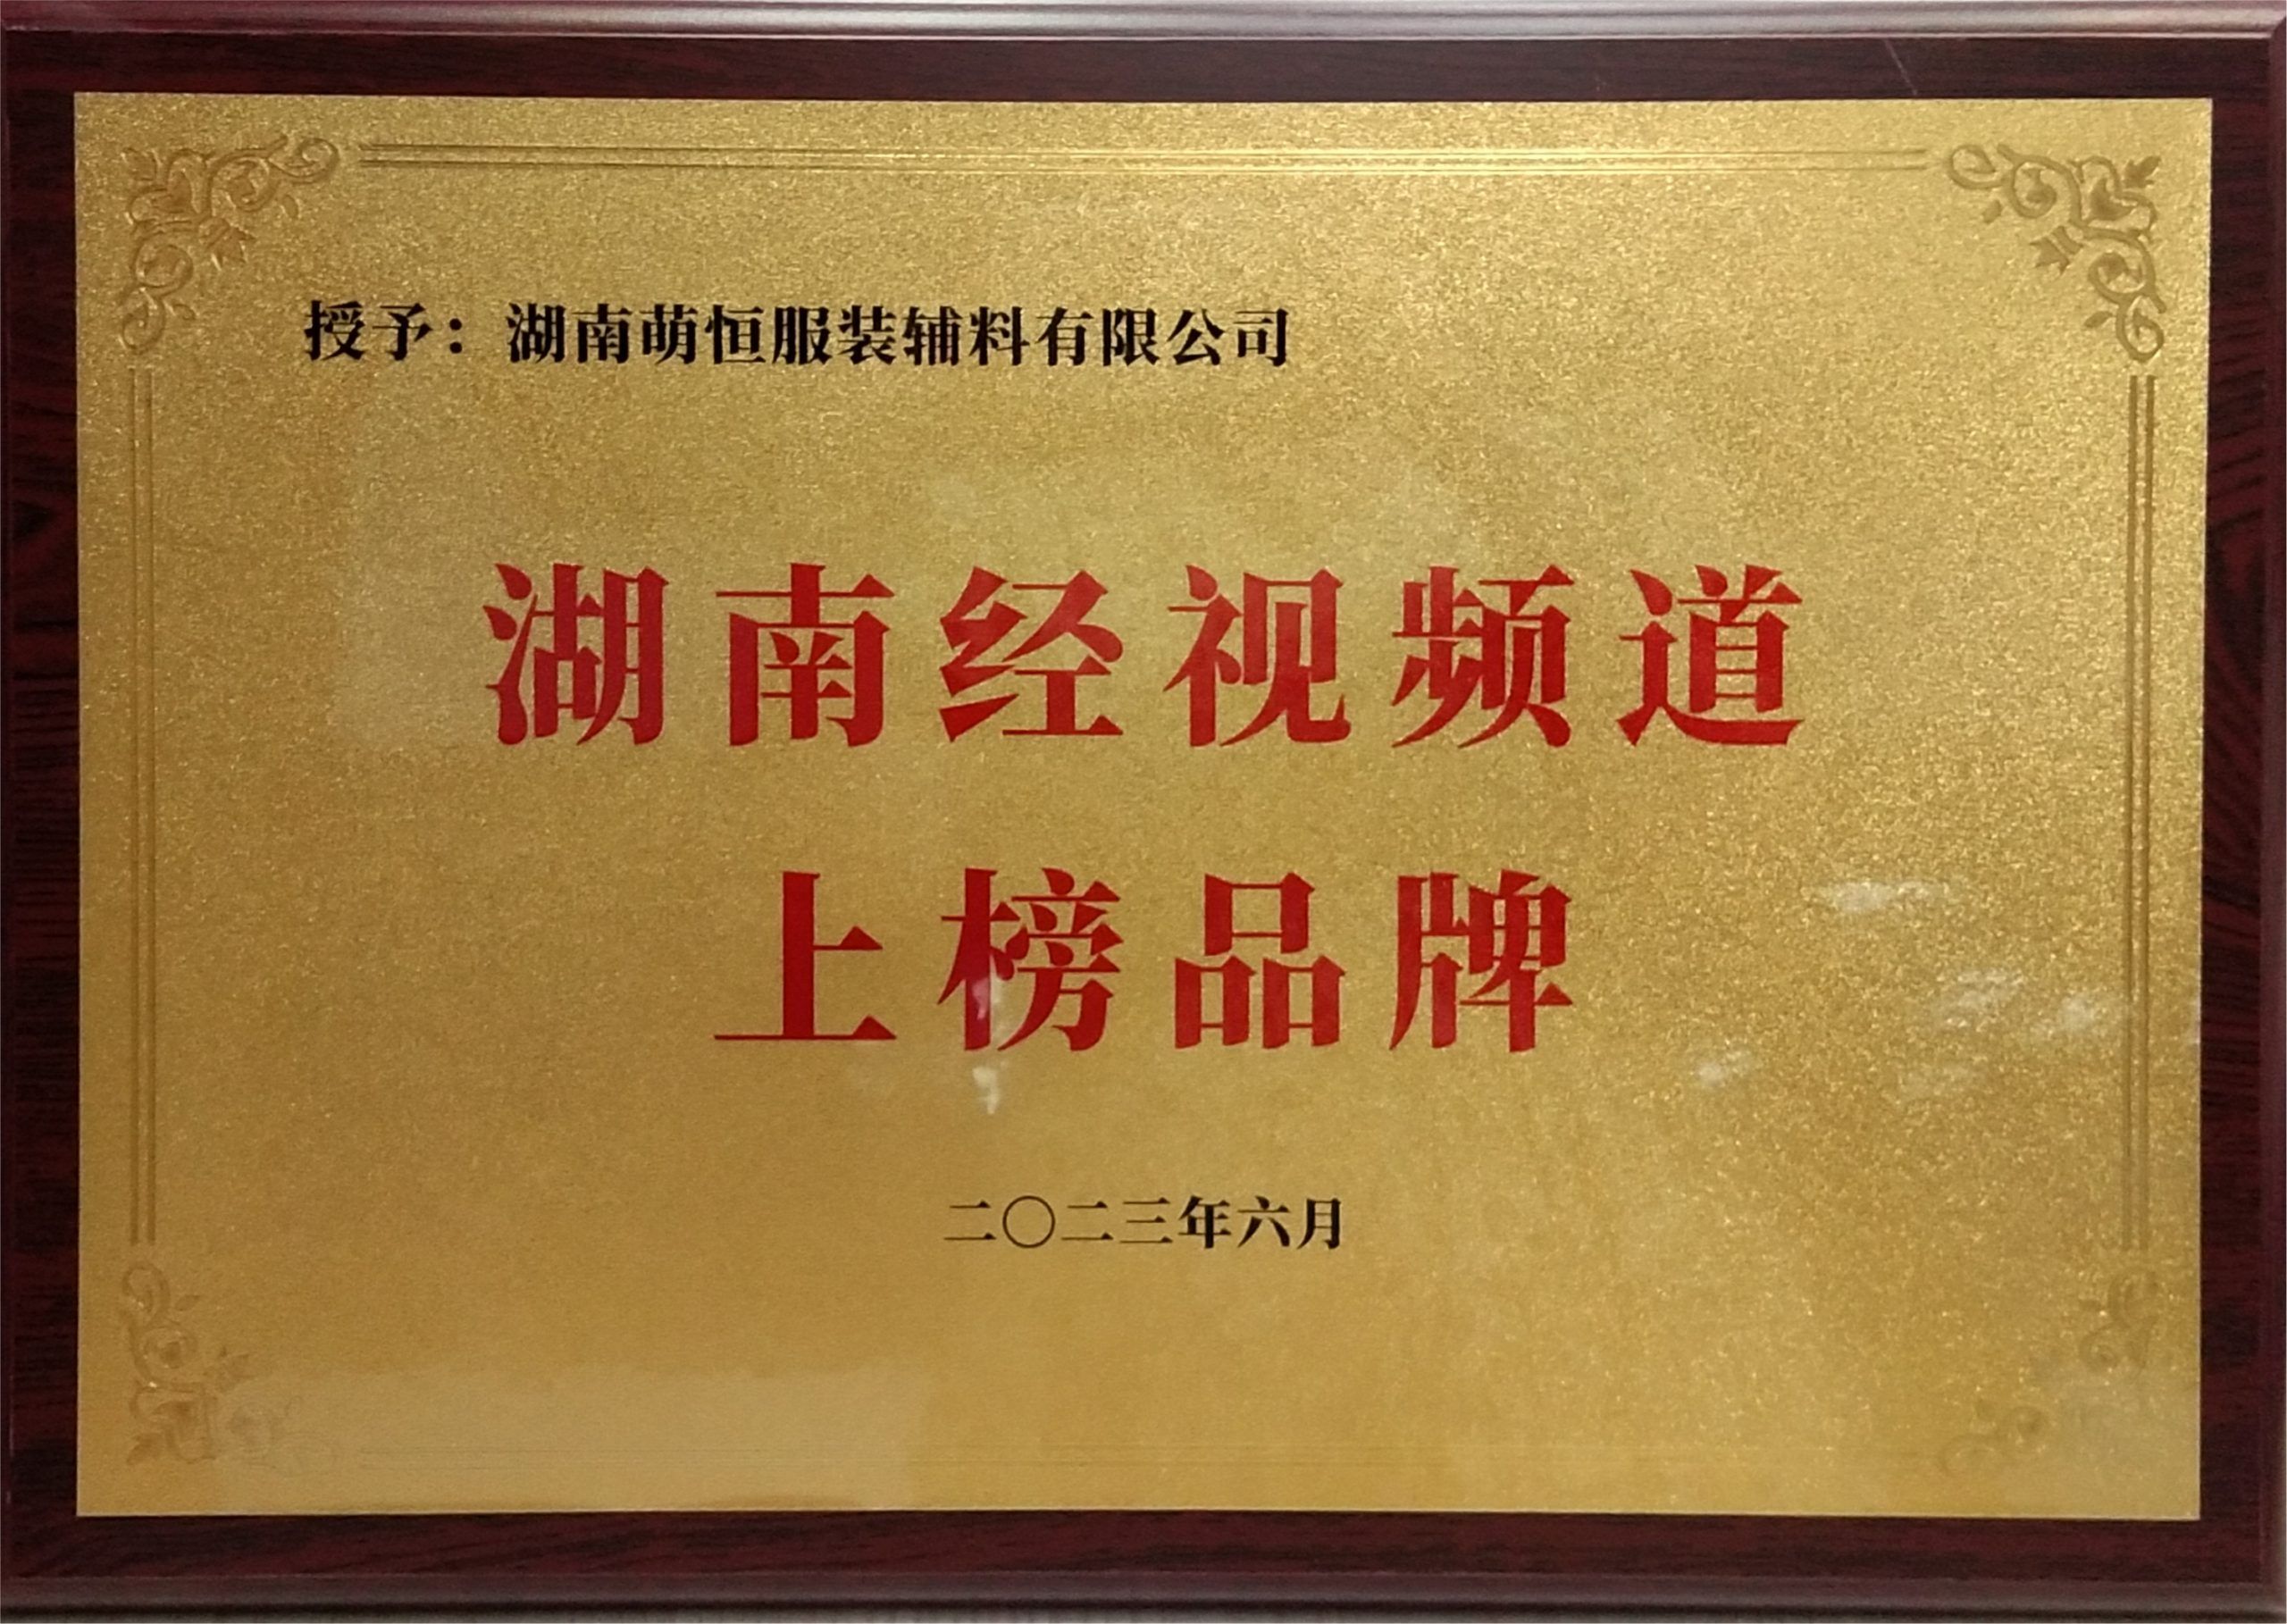 授予：湖南萌恒服装辅料有限公司
湖南经视频道
上榜品牌
二〇二三年六月